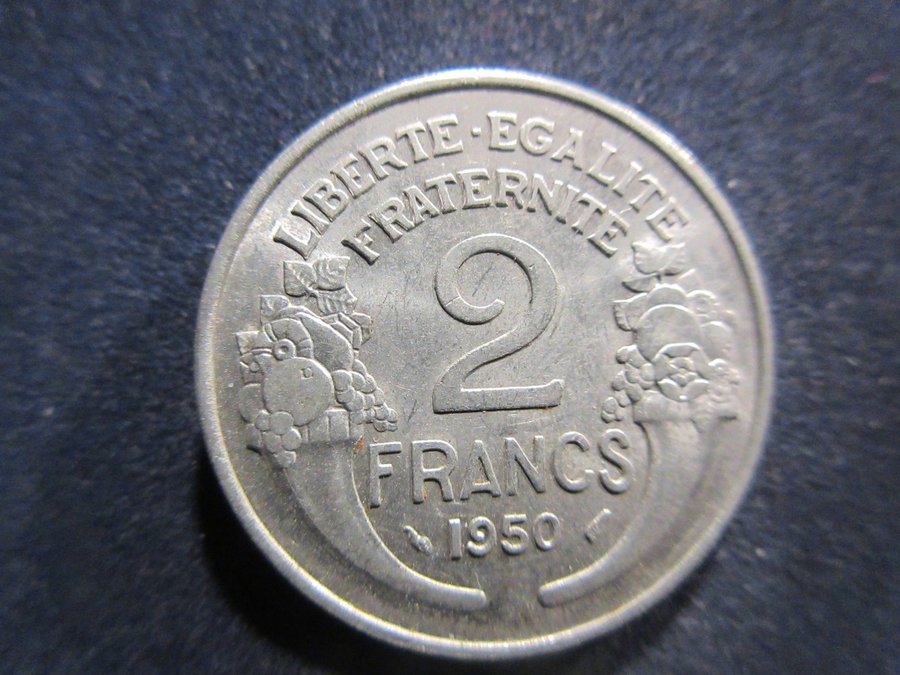 LIBERTE · EGALITE
FRATERNITE
2
FRANCS
1950